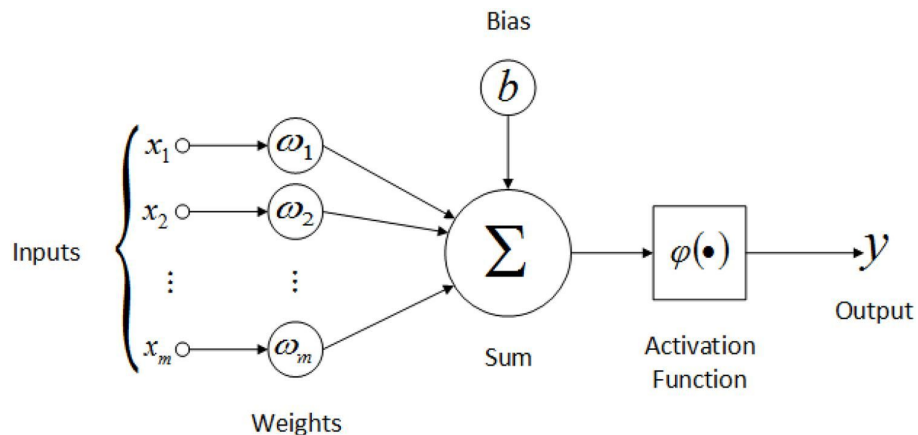 Bias
b
x₁ ω₁
x₂ ω₂
Inputs
⋮ ⋮
Σ
φ(•)
y
xₘ ωₘ
Output
Sum
Activation
Function
Weights